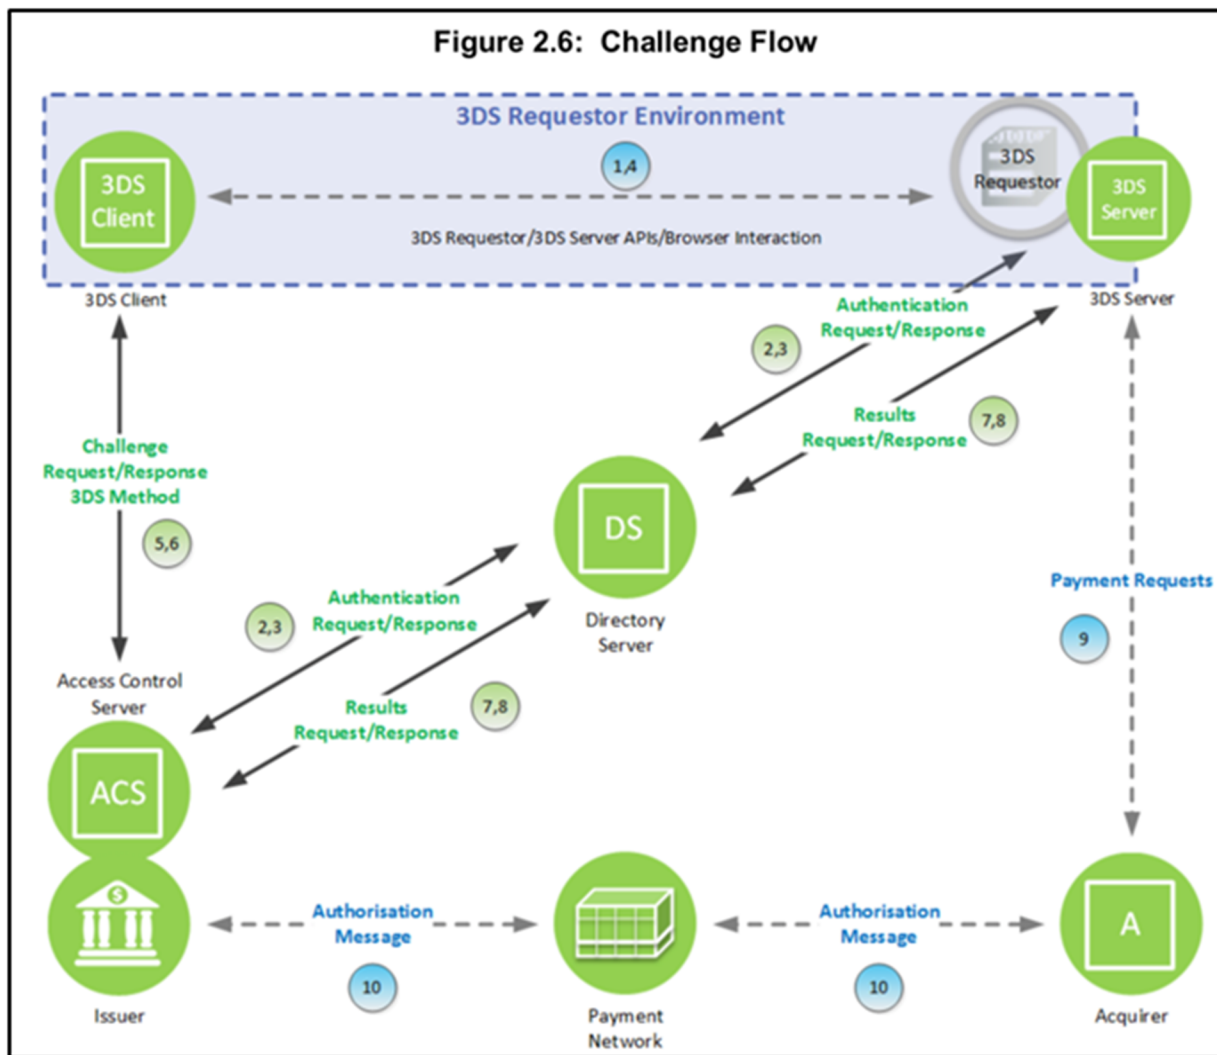 Figure 2.6:  Challenge Flow
3DS Requestor Environment
1,4
3DS
Client
3DS
Requestor
3DS
Server
3DS Requestor/3DS Server APIs/Browser Interaction
3DS Client
3DS Server
Authentication
Request/Response
2,3
Results
Request/Response
7,8
Challenge
Request/Response
3DS Method
5,6
DS
Directory
Server
Payment Requests
9
Authentication
Request/Response
2,3
Results
Request/Response
7,8
Access Control
Server
ACS
$
Issuer
Authorisation
Message
10
Payment
Network
Authorisation
Message
10
A
Acquirer